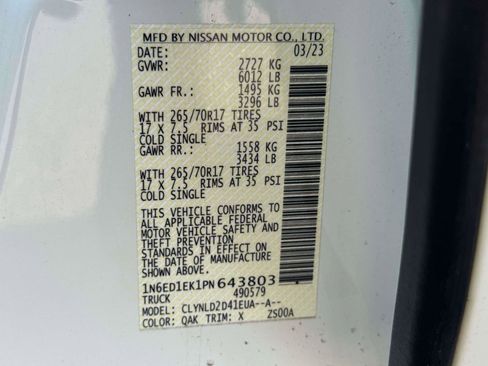 MFD BY NISSAN MOTOR CO., LTD.
DATE: 03/23
GVWR: 2727 KG
6012 LB
GAWR FR.: 1495 KG
3296 LB
WITH 265/70R17 TIRES
17 X 7.5 RIMS AT 35 PSI
COLD SINGLE
GAWR RR.: 1558 KG
3434 LB
WITH 265/70R17 TIRES
17 X 7.5 RIMS AT 35 PSI
COLD SINGLE
THIS VEHICLE CONFORMS TO
ALL APPLICABLE FEDERAL
MOTOR VEHICLE SAFETY AND
THEFT PREVENTION
STANDARDS IN EFFECT ON
THE DATE OF MANUFACTURE
SHOWN ABOVE.
1N6ED1EK1PN643803
TRUCK 490579
MODEL: CLYNLD2D41EUA--A--
COLOR: QAK TRIM: X ZS00A